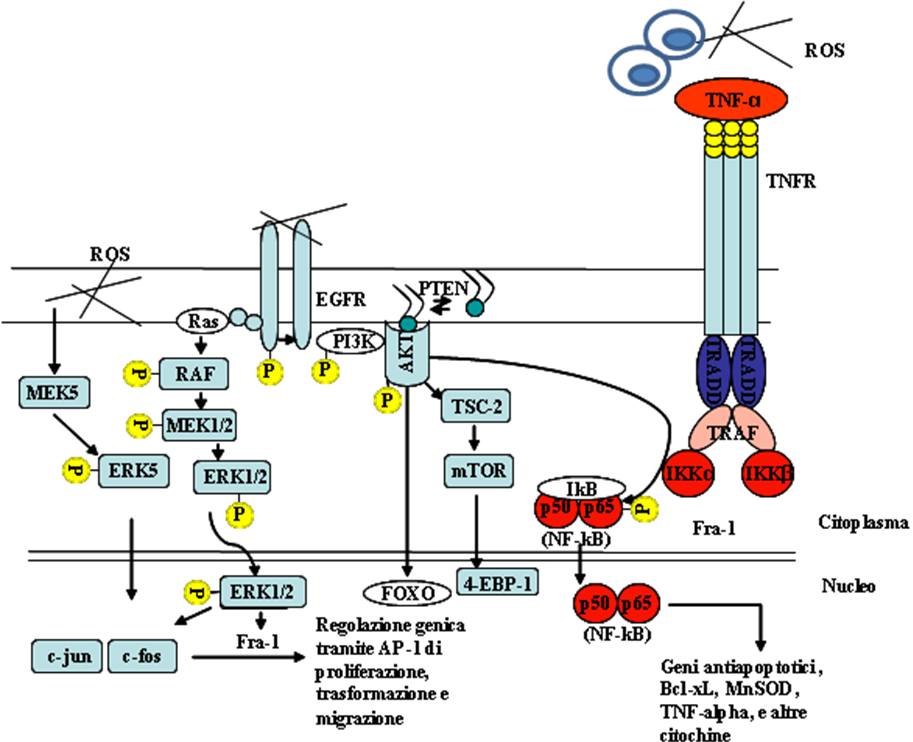 ROS
TNF-α
TNFR
ROS
EGFR
PTEN
Ras
PI3K
AKT
P
P
P
P
RAF
MEK5
TSC-2
TRADD
TRADD
P
MEK1/2
TRAF
P
ERK5
ERK1/2
mTOR
IKKα
IKKβ
IkB
P
p50
p65
P
(NF-kB)
Fra-1
Citoplasma
P
ERK1/2
FOXO
4-EBP-1
Nucleo
p50
p65
(NF-kB)
Fra-1
c-jun
c-fos
Regolazione genica
tramite AP-1 di
proliferazione,
trasformazione e
migrazione
Geni antiapoptotici,
Bcl-xL, MnSOD,
TNF-alpha, e altre
citochine